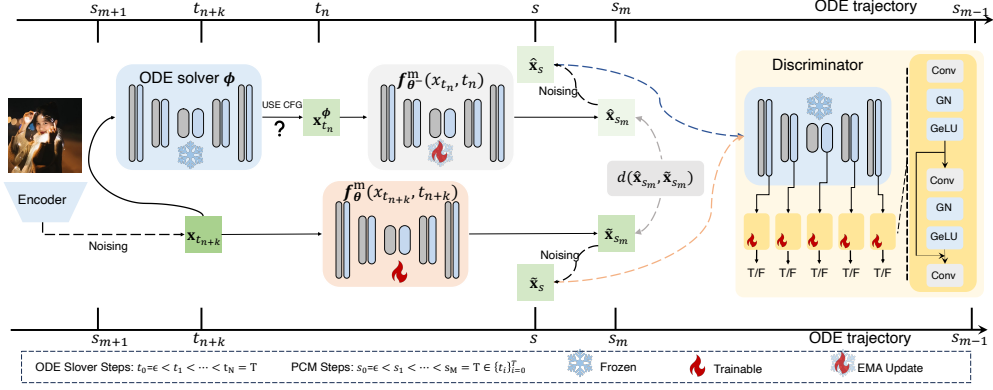 s_{m+1} t_{n+k} t_n s s_m ODE trajectory s_{m−1}
ODE solver ϕ
USE CFG
?
x^ϕ_{t_n}
f^m_{θ^-}(x_{t_n}, t_n)
x̂_s
Noising
x̂_{s_m}
Discriminator
Conv
GN
GeLU
Conv
GN
GeLU
Conv
d(x̂_{s_m}, x̃_{s_m})
Encoder
Noising
x_{t_{n+k}}
f^m_θ(x_{t_{n+k}}, t_{n+k})
x̃_{s_m}
Noising
x̃_s
T/F T/F T/F T/F T/F
s_{m+1} t_{n+k} s s_m ODE trajectory s_{m−1}
ODE Slover Steps: t_0=ϵ < t_1 < ⋯ < t_N = T PCM Steps: s_0=ϵ < s_1 < ⋯ < s_M = T ∈ {t_i}^T_{i=0} Frozen Trainable EMA Update